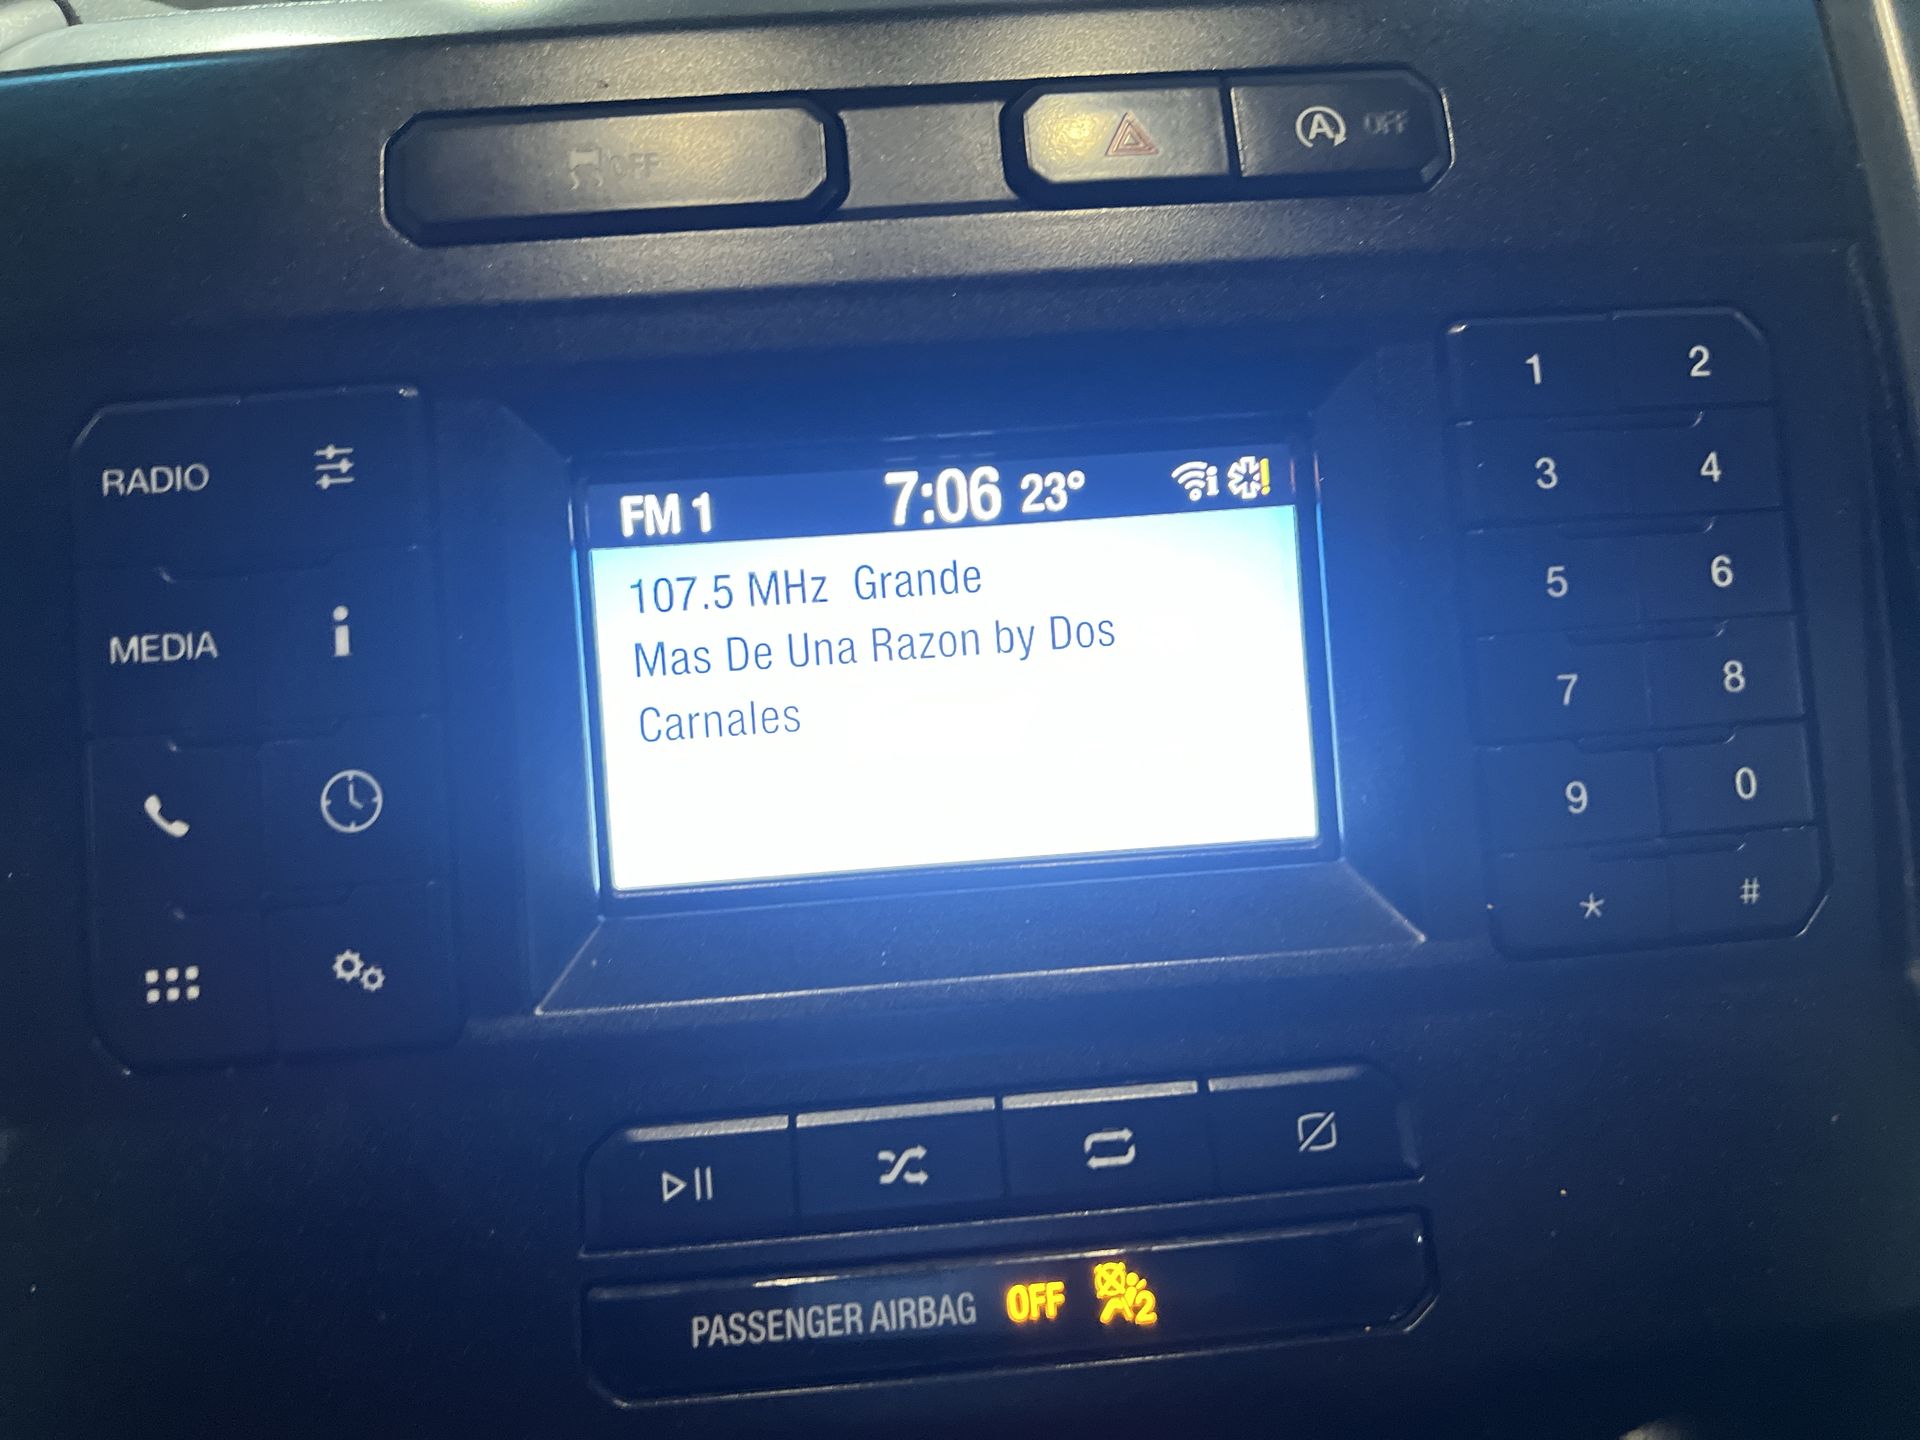 OFF
A OFF
RADIO
MEDIA
FM 1 7:06 23°
107.5 MHz Grande
Mas De Una Razon by Dos
Carnales
1 2
3 4
5 6
7 8
9 0
* #
PASSENGER AIRBAG OFF 2